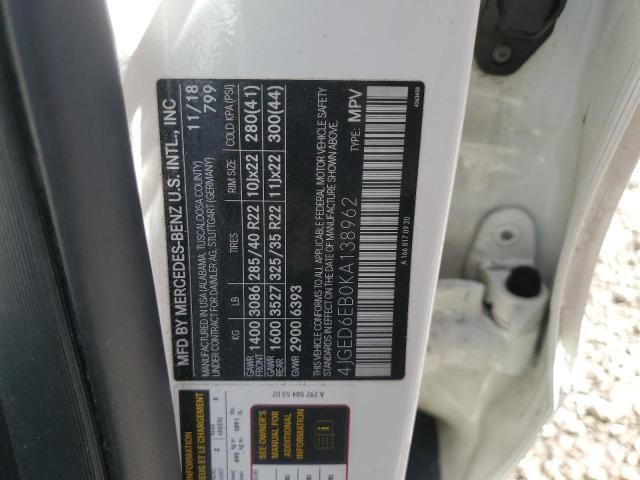 MFD BY MERCEDES-BENZ U.S. INTL., INC 11/18
MANUFACTURED IN USA (ALABAMA, TUSCALOOSA COUNTY) 799
UNDER CONTRACT FOR DAIMLER AG, STUTTGART (GERMANY)
KG LB TIRES RIM SIZE COLD KPA(PSI)
GAWR FRONT 1400 3086 285/40 R22 10Jx22 280(41)
GAWR REAR 1600 3527 325/35 R22 11Jx22 300(44)
GVWR 2900 6393
THIS VEHICLE CONFORMS TO ALL APPLICABLE FEDERAL MOTOR VEHICLE SAFETY
STANDARDS IN EFFECT ON THE DATE OF MANUFACTURE SHOWN ABOVE.
4JGED6EB0KA138962 TYPE: MPV
A 166 817 09 20
A 292 584 53 02
INFORMATION
REAR
ARRIÈRE
2
3
SEE OWNER'S
MANUAL FOR
ADDITIONAL
INFORMATION